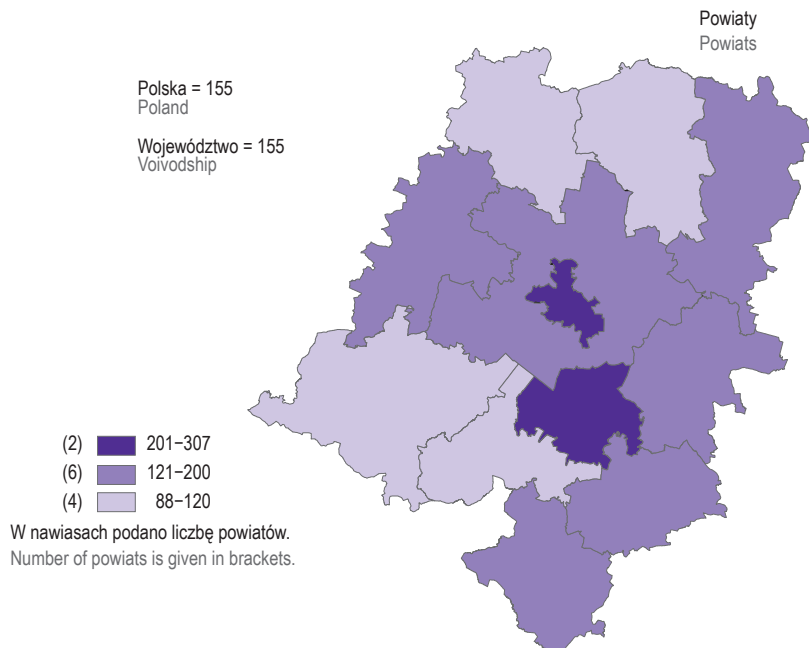 Powiaty
Powiats
Polska = 155
Poland
Województwo = 155
Voivodship
(2) 201–307
(6) 121–200
(4) 88–120
W nawiasach podano liczbę powiatów.
Number of powiats is given in brackets.